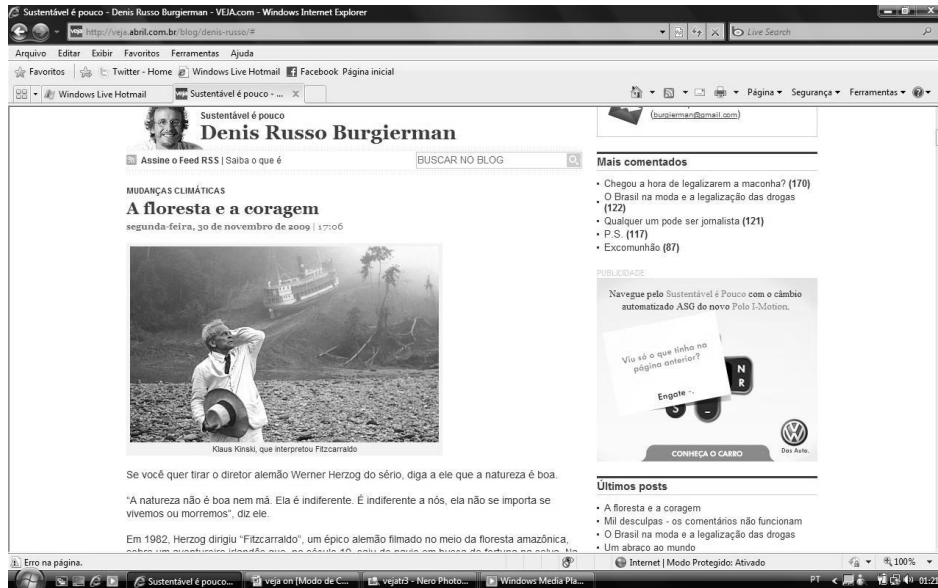 Sustentável é pouco - Denis Russo Burgierman - VEJA.com - Windows Internet Explorer
http://veja.abril.com.br/blog/denis-russo/#
Live Search
Arquivo Editar Exibir Favoritos Ferramentas Ajuda
Favoritos Twitter - Home Windows Live Hotmail Facebook Página inicial
Windows Live Hotmail Sustentável é pouco - ... Página Segurança Ferramentas
Sustentável é pouco
Denis Russo Burgierman
Assine o Feed RSS | Saiba o que é BUSCAR NO BLOG
MUDANÇAS CLIMÁTICAS
A floresta e a coragem
segunda-feira, 30 de novembro de 2009 | 17:06
Klaus Kinski, que interpretou Fitzcarraldo
Se você quer tirar o diretor alemão Werner Herzog do sério, diga a ele que a natureza é boa.
"A natureza não é boa nem má. Ela é indiferente. É indiferente a nós, ela não se importa se
vivemos ou morremos", diz ele.
Em 1982, Herzog dirigiu "Fitzcarraldo", um épico alemão filmado no meio da floresta amazônica,
(burgierman@gmail.com)
Mais comentados
• Chegou a hora de legalizarem a maconha? (170)
• O Brasil na moda e a legalização das drogas
(122)
• Qualquer um pode ser jornalista (121)
• P.S. (117)
• Excomunhão (87)
PUBLICIDADE
Navegue pelo Sustentável é Pouco com o câmbio
automatizado ASG do novo Polo I-Motion.
Viu só o que tinha na
página anterior?
Engate -.
N
R
S -
CONHEÇA O CARRO
Das Auto.
Últimos posts
• A floresta e a coragem
• Mil desculpas - os comentários não funcionam
• O Brasil na moda e a legalização das drogas
• Um abraço ao mundo
Erro na página. Internet | Modo Protegido: Ativado 100%
Sustentável é pouco... veja on [Modo de C... vejatr3 - Nero Photo... Windows Media Pla... PT 01:22